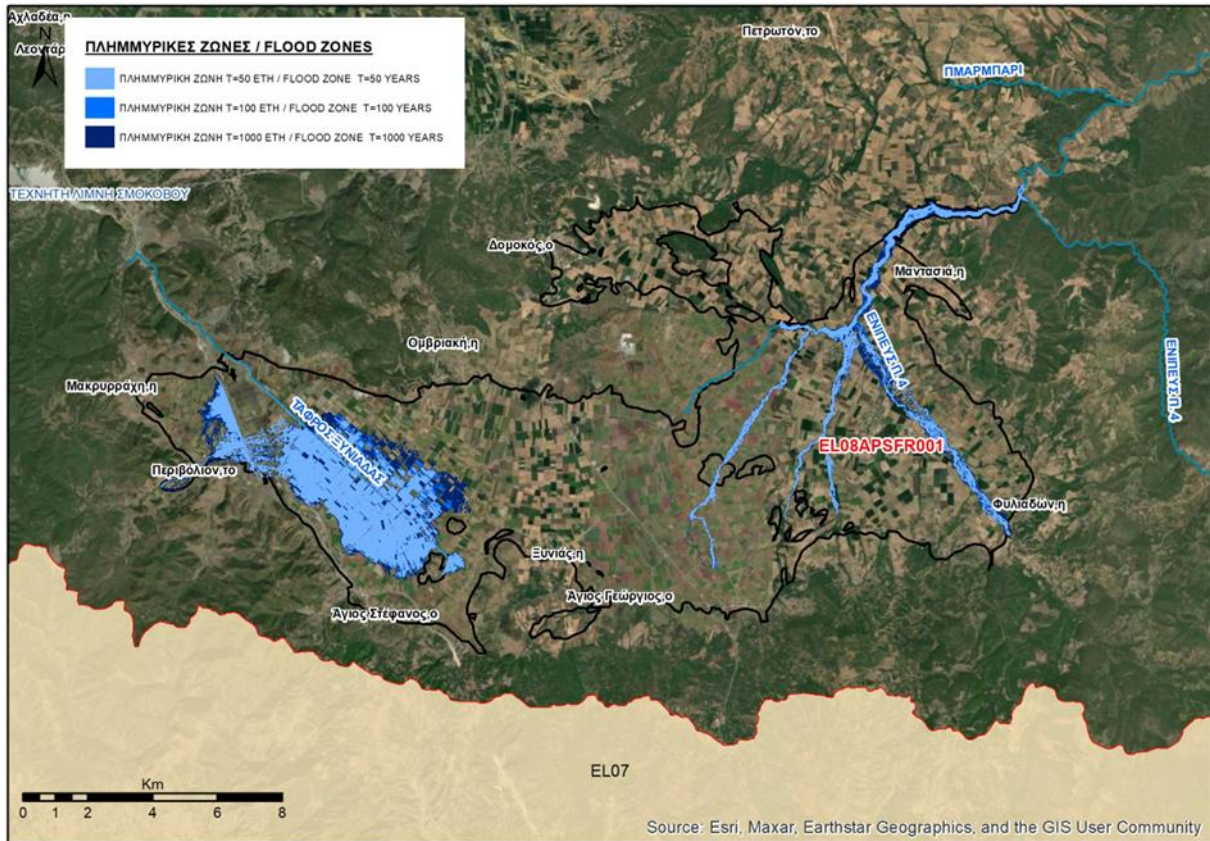 Αχλαδέα,η
Λεοντάρ
N
ΠΛΗΜΜΥΡΙΚΕΣ ΖΩΝΕΣ / FLOOD ZONES
ΠΛΗΜΜΥΡΙΚΗ ΖΩΝΗ T=50 ΕΤΗ / FLOOD ZONE T=50 YEARS
ΠΛΗΜΜΥΡΙΚΗ ΖΩΝΗ T=100 ΕΤΗ / FLOOD ZONE T=100 YEARS
ΠΛΗΜΜΥΡΙΚΗ ΖΩΝΗ T=1000 ΕΤΗ / FLOOD ZONE T=1000 YEARS
Πετρωτόν,το
ΠΜΑΡΜΠΑΡΙ
ΤΕΧΝΗΤΗ ΛΙΜΝΗ ΣΜΟΚΟΒΟΥ
Δομοκός,ο
Μαντασιά,η
ΕΝΙΠΕΥΣ Π. 4
ΕΝΙΠΕΥΣ Π. 4
Ομβριακή,η
Μακρυρράχη,η
ΤΑΦΡΟΣ ΞΥΝΙΑΔΑΣ
EL08APSFR001
Περιβόλιον,το
Φυλιαδών,η
Ξυνιάς,η
Άγιος Γεώργιος,ο
Άγιος Στέφανος,ο
EL07
Km
0 1 2 4 6 8
Source: Esri, Maxar, Earthstar Geographics, and the GIS User Community